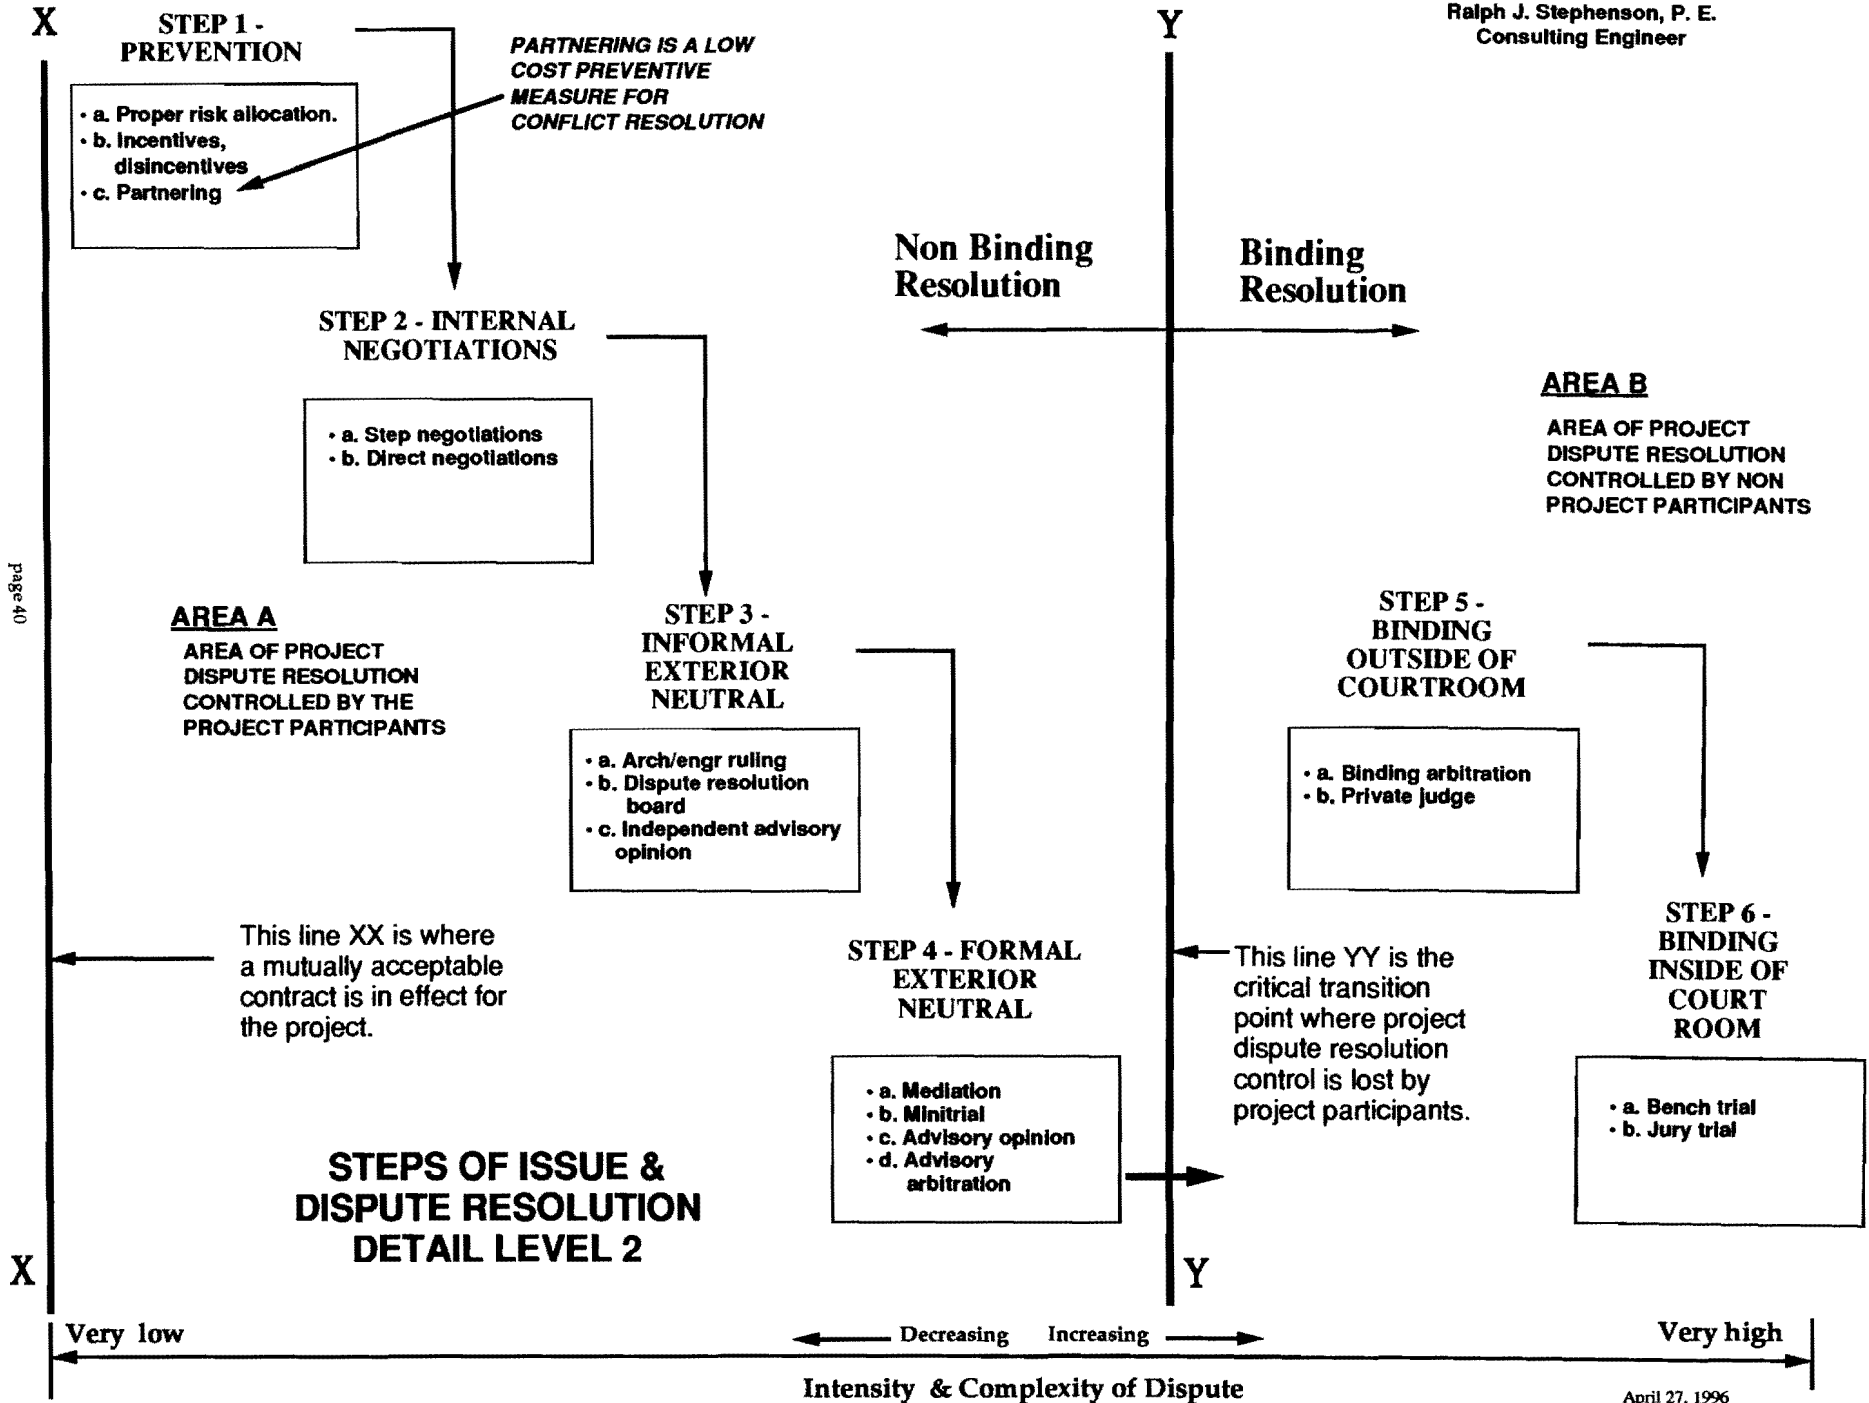 X
STEP 1 -
PREVENTION
• a. Proper risk allocation.
• b. Incentives,
disincentives
• c. Partnering
PARTNERING IS A LOW
COST PREVENTIVE
MEASURE FOR
CONFLICT RESOLUTION
Y
Ralph J. Stephenson, P. E.
Consulting Engineer
Non Binding
Resolution
Binding
Resolution
STEP 2 - INTERNAL
NEGOTIATIONS
• a. Step negotiations
• b. Direct negotiations
AREA B
AREA OF PROJECT
DISPUTE RESOLUTION
CONTROLLED BY NON
PROJECT PARTICIPANTS
page 40
AREA A
AREA OF PROJECT
DISPUTE RESOLUTION
CONTROLLED BY THE
PROJECT PARTICIPANTS
STEP 3 -
INFORMAL
EXTERIOR
NEUTRAL
• a. Arch/engr ruling
• b. Dispute resolution
board
• c. Independent advisory
opinion
STEP 5 -
BINDING
OUTSIDE OF
COURTROOM
• a. Binding arbitration
• b. Private judge
This line XX is where
a mutually acceptable
contract is in effect for
the project.
STEP 4 - FORMAL
EXTERIOR
NEUTRAL
• a. Mediation
• b. Minitrial
• c. Advisory opinion
• d. Advisory
arbitration
This line YY is the
critical transition
point where project
dispute resolution
control is lost by
project participants.
STEP 6 -
BINDING
INSIDE OF
COURT
ROOM
• a. Bench trial
• b. Jury trial
STEPS OF ISSUE &
DISPUTE RESOLUTION
DETAIL LEVEL 2
X
Y
Very low
Decreasing Increasing
Very high
Intensity & Complexity of Dispute
April 27, 1996